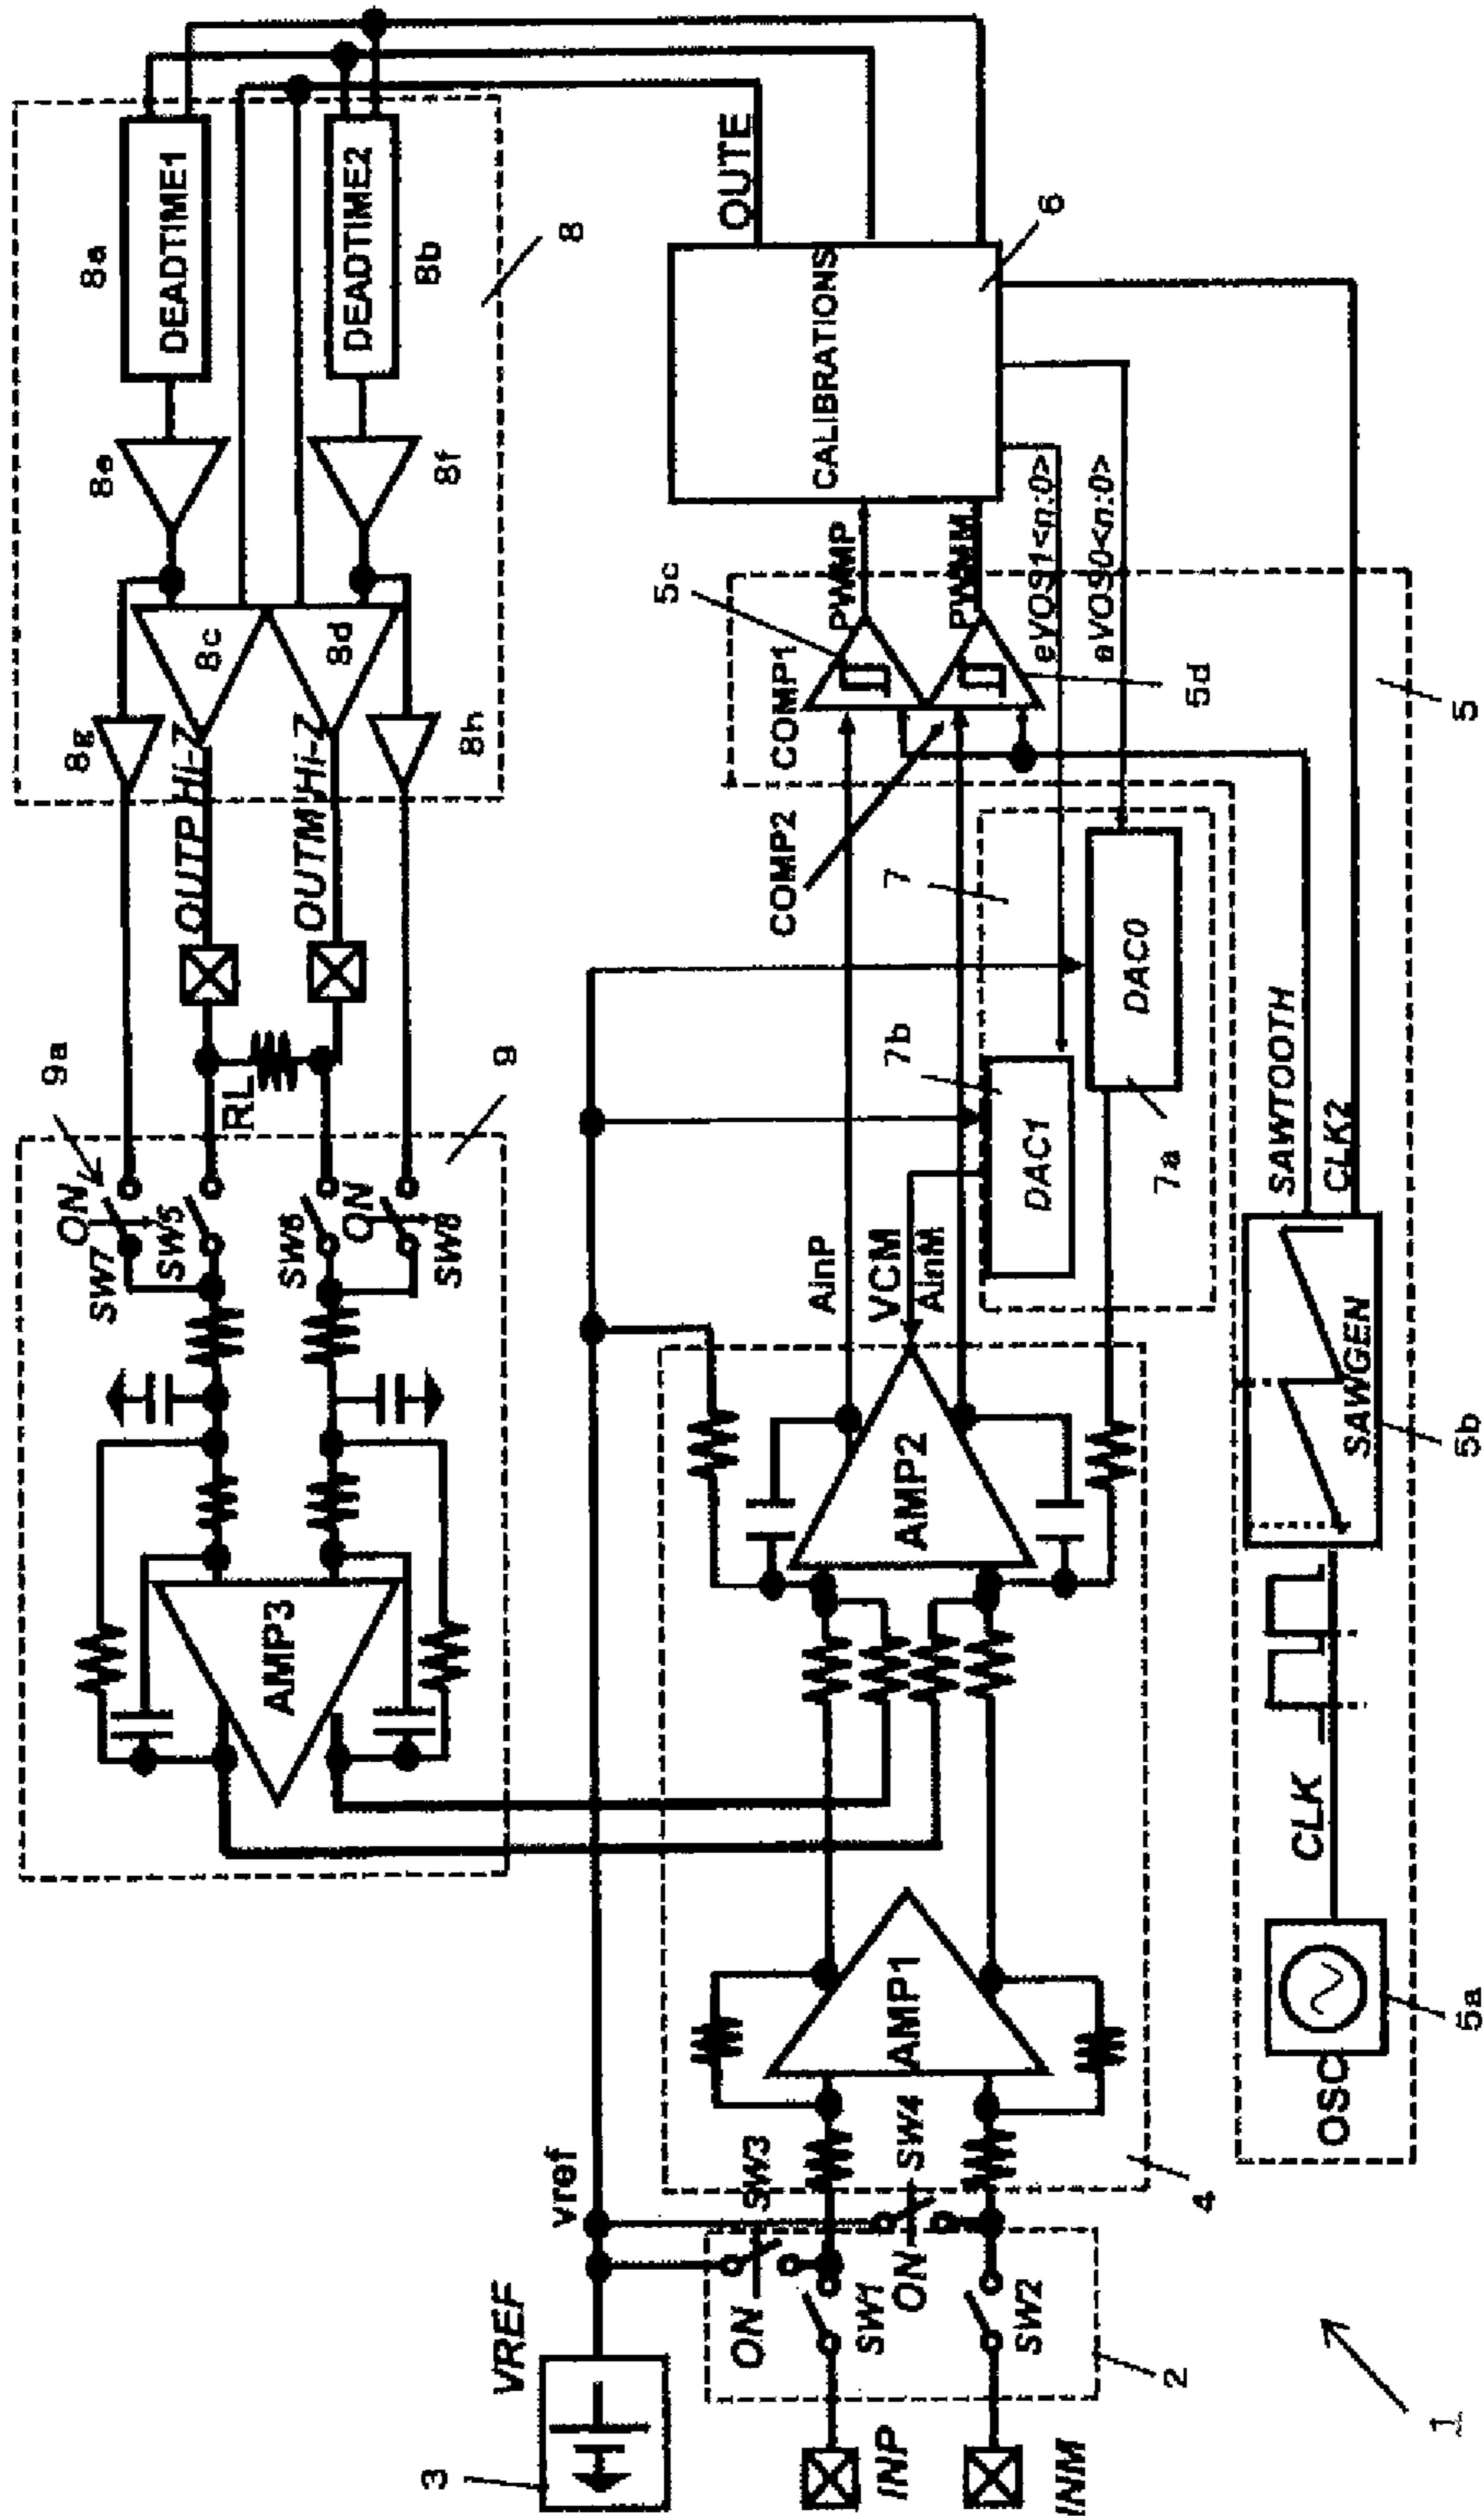 9a
ON
SW7
SW5
SW6
ON
SW8
AMP3
9
RL
OUTP Hi-Z
OUTM Hi-Z
8g
8c
8d
8h
8e
8f
8a
DEADTIME1
DEADTIME2
8b
8
3
VREF
vref
INP
INM
ON
SW1
ON
SW2
2
SW3
SW4
AMP1
4
AMP2
AinP
VCM
AinM
7b
DAC1
7
DAC0
7a
COMP2
COMP1
5c
PWMP
PWMM
5d
eVOS1<n:0>
eVOS0<n:0>
CALIBRATIONS
OUTE
6
OSC
5a
CLK
SAWGEN
5b
SAWTOOTH
CLK2
5
1